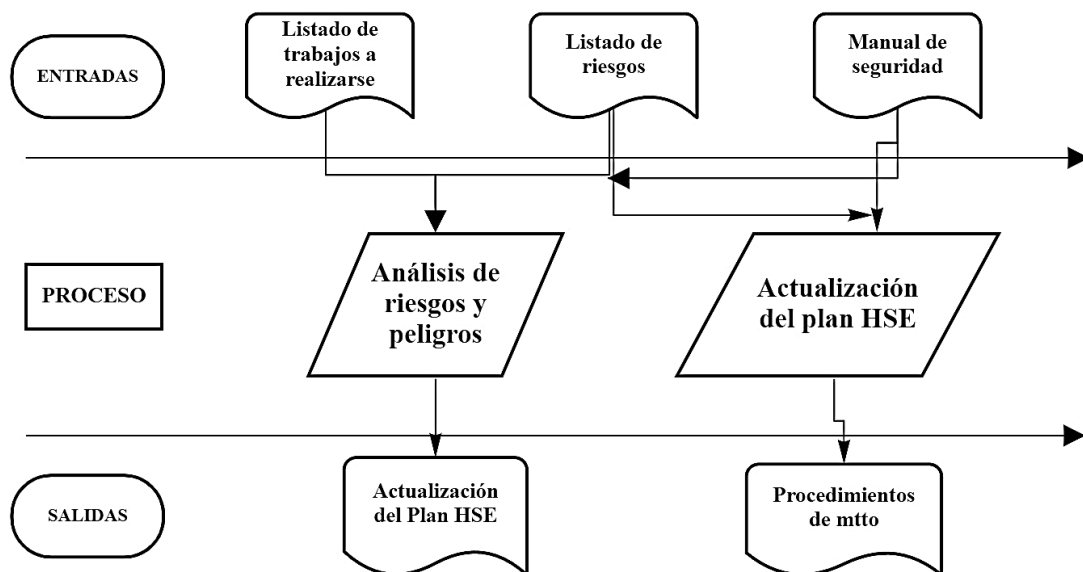 ENTRADAS
Listado de
trabajos a
realizarse
Listado de
riesgos
Manual de
seguridad
PROCESO
Análisis de
riesgos y
peligros
Actualización
del plan HSE
SALIDAS
Actualización
del Plan HSE
Procedimientos
de mtto